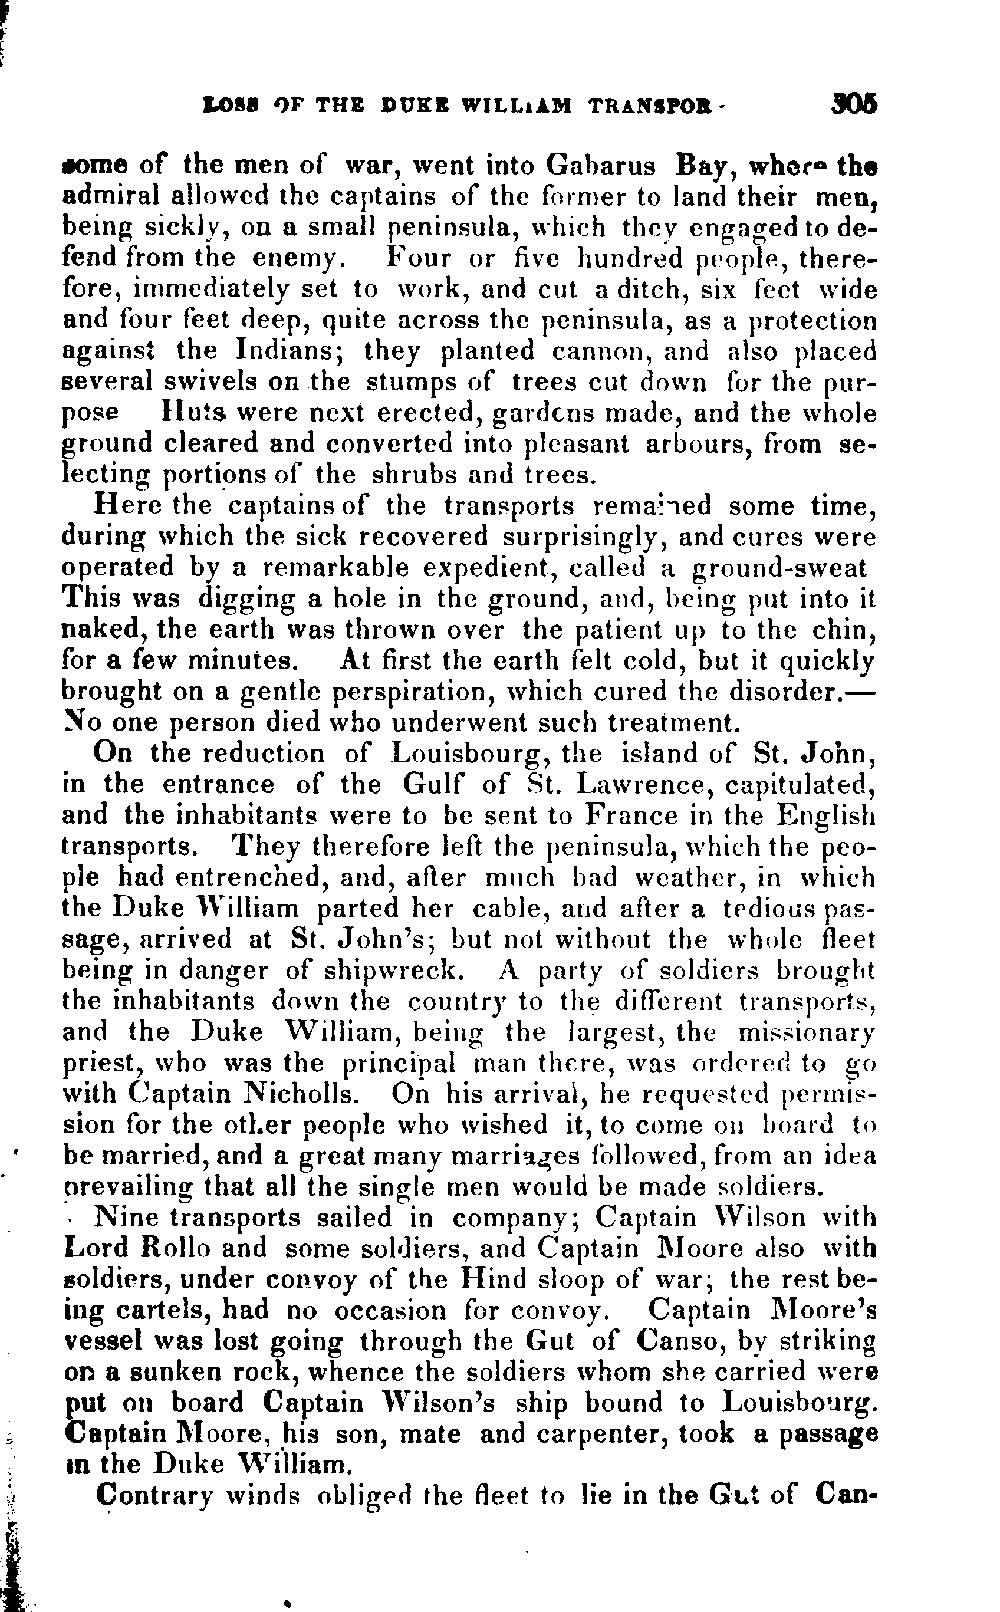 LOSS OF THE DUKE WILLIAM TRANSPOR- 305
some of the men of war, went into Gabarus Bay, where the
admiral allowed the captains of the former to land their men,
being sickly, on a small peninsula, which they engaged to de-
fend from the enemy. Four or five hundred people, there-
fore, immediately set to work, and cut a ditch, six feet wide
and four feet deep, quite across the peninsula, as a protection
against the Indians; they planted cannon, and also placed
several swivels on the stumps of trees cut down for the pur-
pose Huts were next erected, gardens made, and the whole
ground cleared and converted into pleasant arbours, from se-
lecting portions of the shrubs and trees.
Here the captains of the transports remained some time,
during which the sick recovered surprisingly, and cures were
operated by a remarkable expedient, called a ground-sweat
This was digging a hole in the ground, and, being put into it
naked, the earth was thrown over the patient up to the chin,
for a few minutes. At first the earth felt cold, but it quickly
brought on a gentle perspiration, which cured the disorder.—
No one person died who underwent such treatment.
On the reduction of Louisbourg, the island of St. John,
in the entrance of the Gulf of St. Lawrence, capitulated,
and the inhabitants were to be sent to France in the English
transports. They therefore left the peninsula, which the peo-
ple had entrenched, and, after much bad weather, in which
the Duke William parted her cable, and after a tedious pas-
sage, arrived at St. John's; but not without the whole fleet
being in danger of shipwreck. A party of soldiers brought
the inhabitants down the country to the different transports,
and the Duke William, being the largest, the missionary
priest, who was the principal man there, was ordered to go
with Captain Nicholls. On his arrival, he requested permis-
sion for the other people who wished it, to come on board to
be married, and a great many marriages followed, from an idea
prevailing that all the single men would be made soldiers.
Nine transports sailed in company; Captain Wilson with
Lord Rollo and some soldiers, and Captain Moore also with
soldiers, under convoy of the Hind sloop of war; the rest be-
ing cartels, had no occasion for convoy. Captain Moore's
vessel was lost going through the Gut of Canso, by striking
on a sunken rock, whence the soldiers whom she carried were
put on board Captain Wilson's ship bound to Louisbourg.
Captain Moore, his son, mate and carpenter, took a passage
in the Duke William.
Contrary winds obliged the fleet to lie in the Gut of Can-